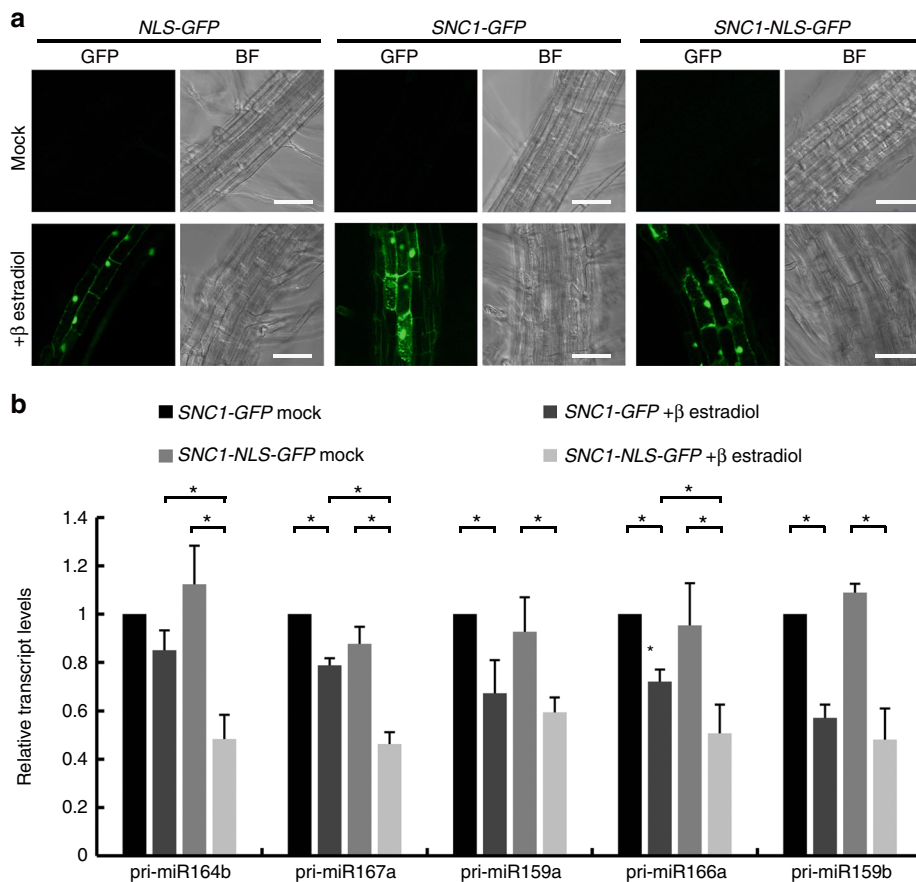 a
NLS-GFP SNC1-GFP SNC1-NLS-GFP
GFP BF GFP BF GFP BF
Mock
+β estradiol
b
SNC1-GFP mock SNC1-GFP +β estradiol
SNC1-NLS-GFP mock SNC1-NLS-GFP +β estradiol
* * *
* * * * * * * * *
Relative transcript levels
1.4
1.2
1
0.8
*
0.6
0.4
0.2
0
pri-miR164b pri-miR167a pri-miR159a pri-miR166a pri-miR159b